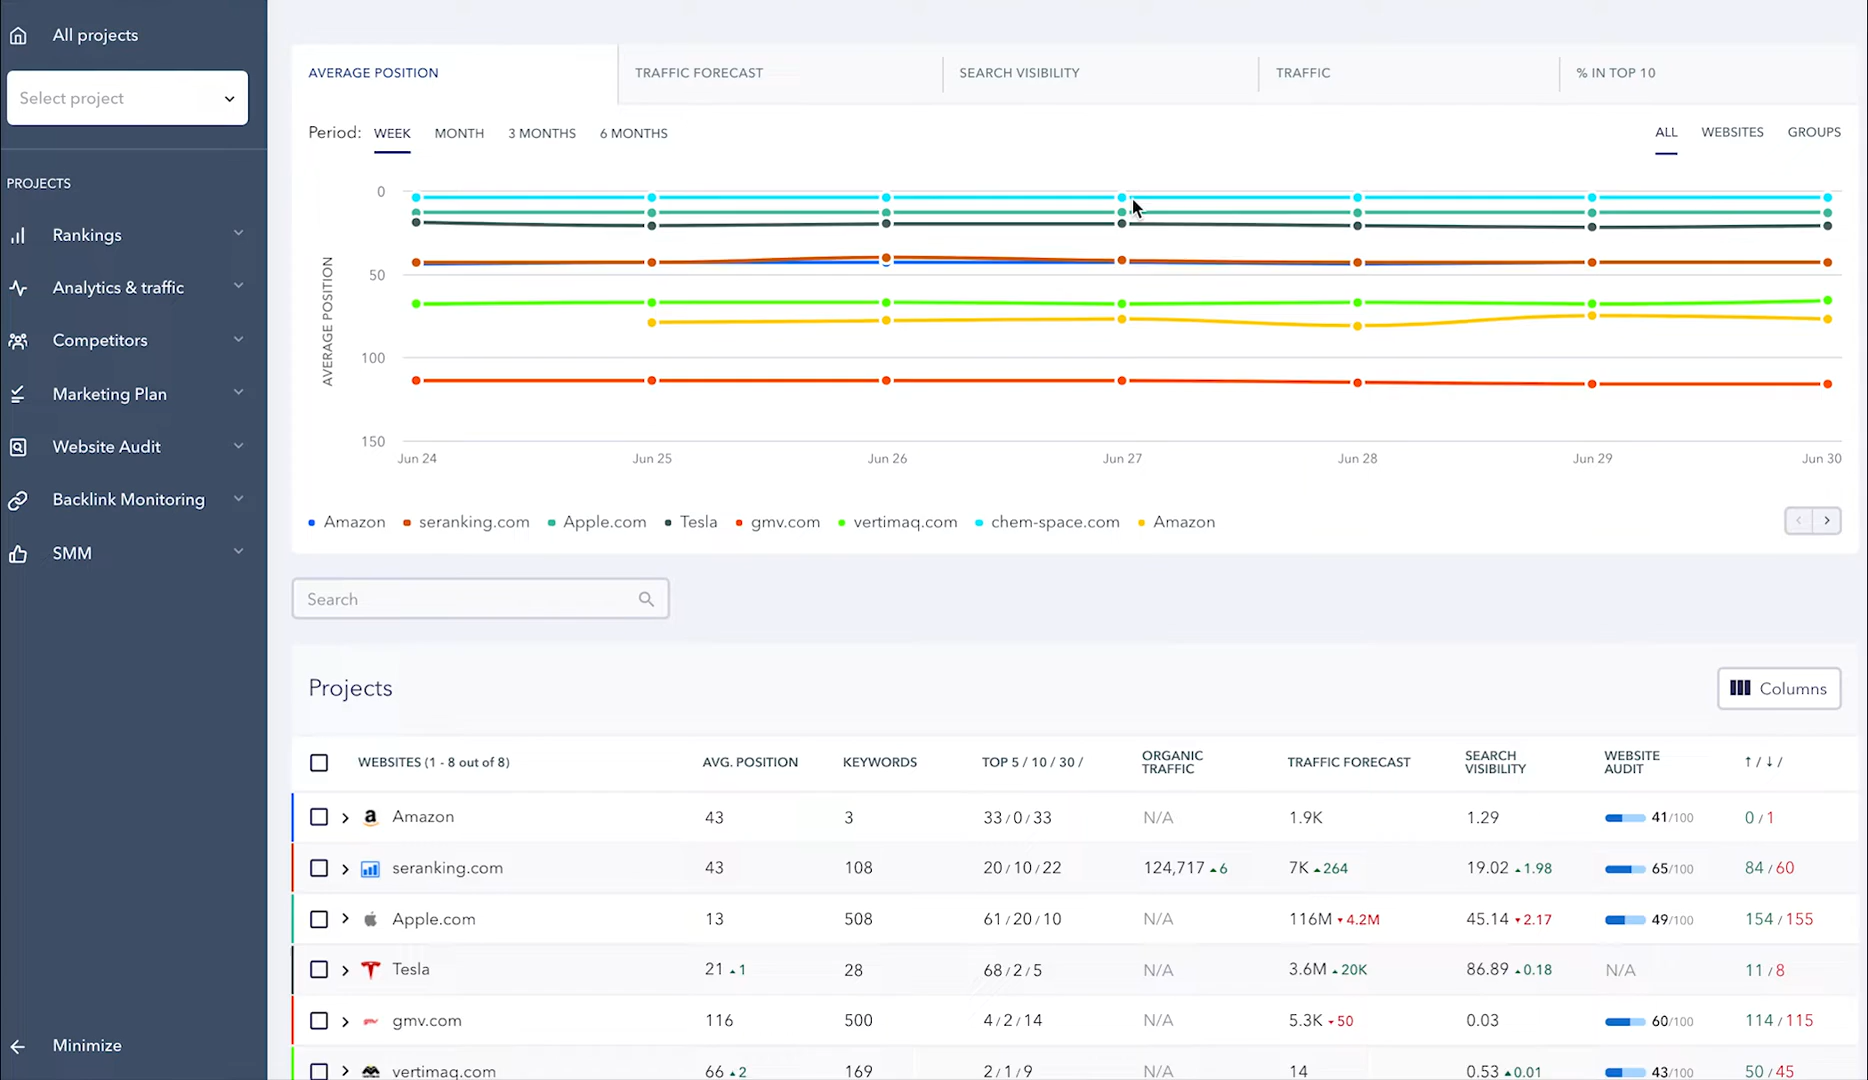 All projects
Select project
PROJECTS
Rankings
Analytics & traffic
Competitors
Marketing Plan
Website Audit
Backlink Monitoring
SMM
Minimize
AVERAGE POSITION TRAFFIC FORECAST SEARCH VISIBILITY TRAFFIC % IN TOP 10
Period: WEEK MONTH 3 MONTHS 6 MONTHS ALL WEBSITES GROUPS
AVERAGE POSITION
0
50
100
150
Jun 24 Jun 25 Jun 26 Jun 27 Jun 28 Jun 29 Jun 30
Amazon seranking.com Apple.com Tesla gmv.com vertimaq.com chem-space.com Amazon
Search
Projects Columns
WEBSITES (1 - 8 out of 8) AVG. POSITION KEYWORDS TOP 5 / 10 / 30 / ORGANIC TRAFFIC TRAFFIC FORECAST SEARCH VISIBILITY WEBSITE AUDIT ↑ / ↓ /
Amazon 43 3 33 / 0 / 33 N/A 1.9K 1.29 41/100 0 / 1
seranking.com 43 108 20 / 10 / 22 124,717 ▲6 7K ▲264 19.02 ▲1.98 65/100 84 / 60
Apple.com 13 508 61 / 20 / 10 N/A 116M ▼4.2M 45.14 ▼2.17 49/100 154 / 155
Tesla 21 ▲1 28 68 / 2 / 5 N/A 3.6M ▲20K 86.89 ▲0.18 N/A 11 / 8
gmv.com 116 500 4 / 2 / 14 N/A 5.3K ▼50 0.03 60/100 114 / 115
vertimaq.com 66 ▲2 169 2 / 1 / 9 N/A 14 0.53 ▲0.01 43/100 50 / 45